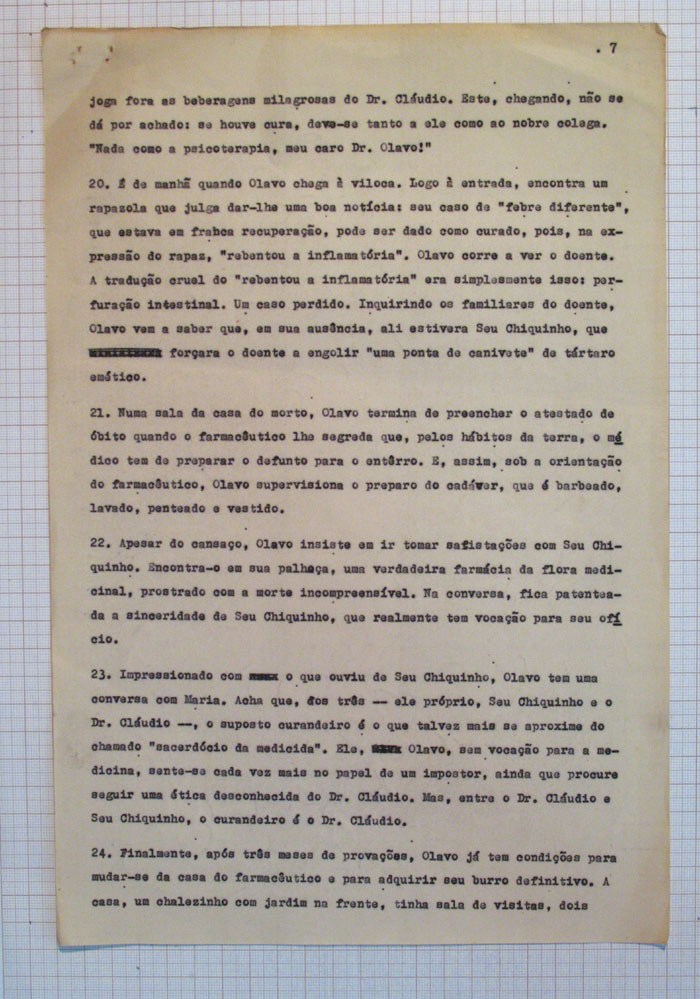 . 7
joga fora as beberagens milagrosas do Dr. Cláudio. Este, chegando, não se
dá por achado: se houve cura, deve-se tanto a ele como ao nobre colega.
"Nada como a psicoterapia, meu caro Dr. Olavo!"
20. É de manhã quando Olavo chega à viloca. Logo à entrada, encontra um
rapazola que julga dar-lhe uma boa notícia: seu caso de "febre diferente",
que estava em frabca recuperação, pode ser dado como curado, pois, na ex-
pressão do rapaz, "rebentou a inflamatória". Olavo corre a ver o doente.
A tradução cruel do "rebentou a inflamatória" era simplesmente isso: per-
furação intestinal. Um caso perdido. Inquirindo os familiares do doente,
Olavo vem a saber que, em sua ausência, ali estivera Seu Chiquinho, que
forçara o doente a engolir "uma ponta de canivete" de tártaro
emético.
21. Numa sala da casa do morto, Olavo termina de preencher o atestado de
óbito quando o farmacêutico lhe segreda que, pelos hábitos da terra, o mé
dico tem de preparar o defunto para o entêrro. E, assim, sob a orientação
do farmacêutico, Olavo supervisiona o preparo do cadáver, que é barbeado,
lavado, penteado e vestido.
22. Apesar do cansaço, Olavo insiste em ir tomar safistações com Seu Chi-
quinho. Encontra-o em sua palhoça, uma verdadeira farmácia da flora medi-
cinal, prostrado com a morte incompreensível. Na conversa, fica patentea-
da a sinceridade de Seu Chiquinho, que realmente tem vocação para seu ofí
cio.
23. Impressionado com o que ouviu de Seu Chiquinho, Olavo tem uma
conversa com Maria. Acha que, dos três -- ele próprio, Seu Chiquinho e o
Dr. Cláudio --, o suposto curandeiro é o que talvez mais se aproxime do
chamado "sacerdócio da medicida". Ele, Olavo, sem vocação para a me-
dicina, sente-se cada vez mais no papel de um impostor, ainda que procure
seguir uma ética desconhecida do Dr. Cláudio. Mas, entre o Dr. Cláudio e
Seu Chiquinho, o curandeiro é o Dr. Cláudio.
24. Finalmente, após três meses de provações, Olavo já tem condições para
mudar-se da casa do farmacêutico e para adquirir seu burro definitivo. A
casa, um chalezinho com jardim na frente, tinha sala de visitas, dois